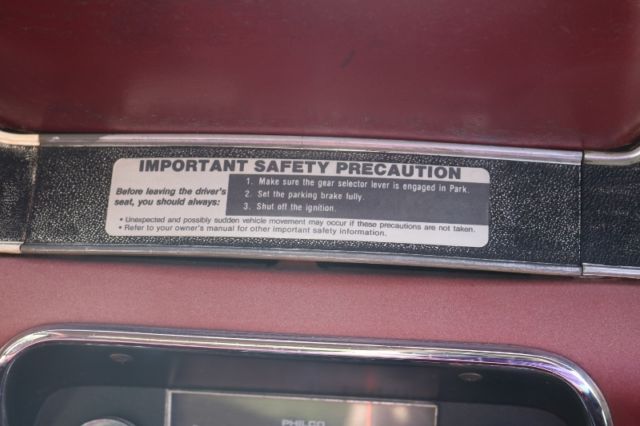 IMPORTANT SAFETY PRECAUTION
Before leaving the driver's
seat, you should always:
1. Make sure the gear selector lever is engaged in Park.
2. Set the parking brake fully.
3. Shut off the ignition.
• Unexpected and possibly sudden vehicle movement may occur if these precautions are not taken.
• Refer to your owner's manual for other important safety information.
PHILCO